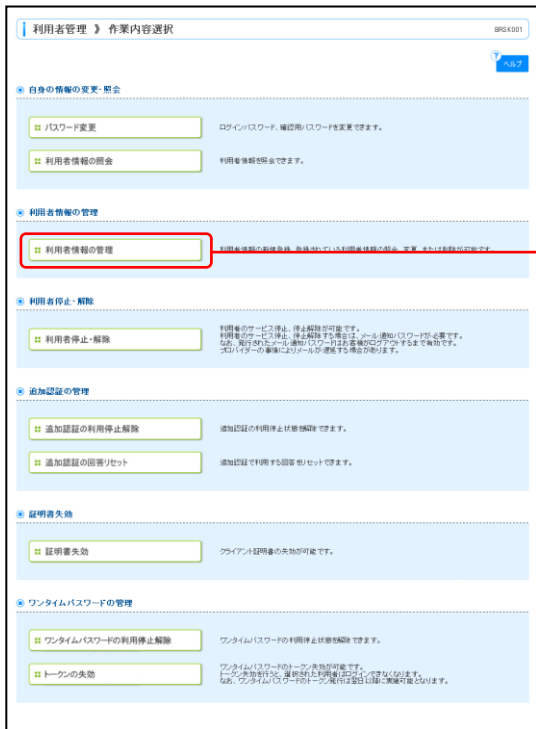 利用者管理 》 作業内容選択
BRSK001
? ヘルプ
自身の情報の変更・照会
パスワード変更
ログインパスワード、確認用パスワードを変更できます。
利用者情報の照会
利用者情報を照会できます。
利用者情報の管理
利用者情報の管理
利用者情報の新規登録、登録されている利用者情報の照会、変更、または削除が可能です。
利用者停止・解除
利用者停止・解除
利用者のサービス停止、停止解除が可能です。
利用者のサービス停止、停止解除する場合は、メール通知パスワードが必要です。
なお、発行されたメール通知パスワードはお客様がログアウトするまで有効です。
プロバイダーの事情によりメールが遅延する場合があります。
追加認証の管理
追加認証の利用停止解除
追加認証の利用停止状態を解除できます。
追加認証の回答リセット
追加認証で利用する回答をリセットできます。
証明書失効
証明書失効
クライアント証明書の失効が可能です。
ワンタイムパスワードの管理
ワンタイムパスワードの利用停止解除
ワンタイムパスワードの利用停止状態を解除できます。
トークンの失効
ワンタイムパスワードのトークン失効が可能です。
トークン失効を行うと、選択された利用者はログインできなくなります。
なお、ワンタイムパスワードのトークン発行は翌日以降に実施可能となります。